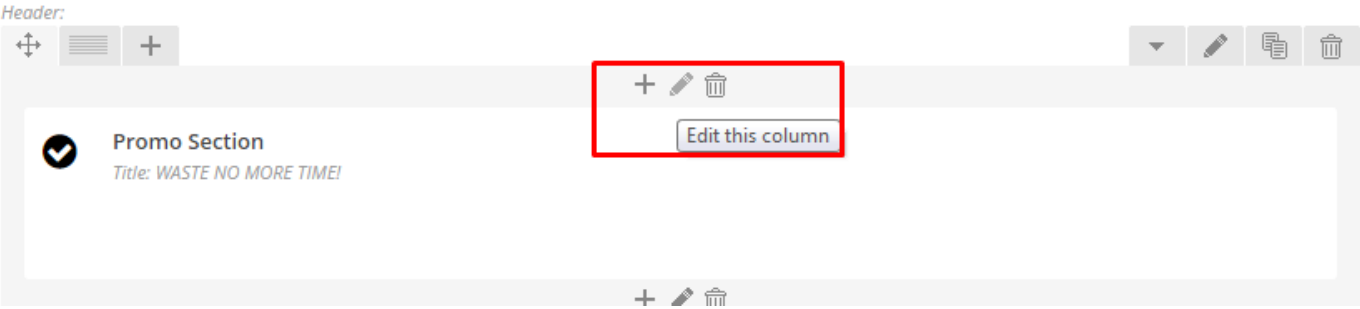 Header:
Edit this column
Promo Section
Title: WASTE NO MORE TIME!